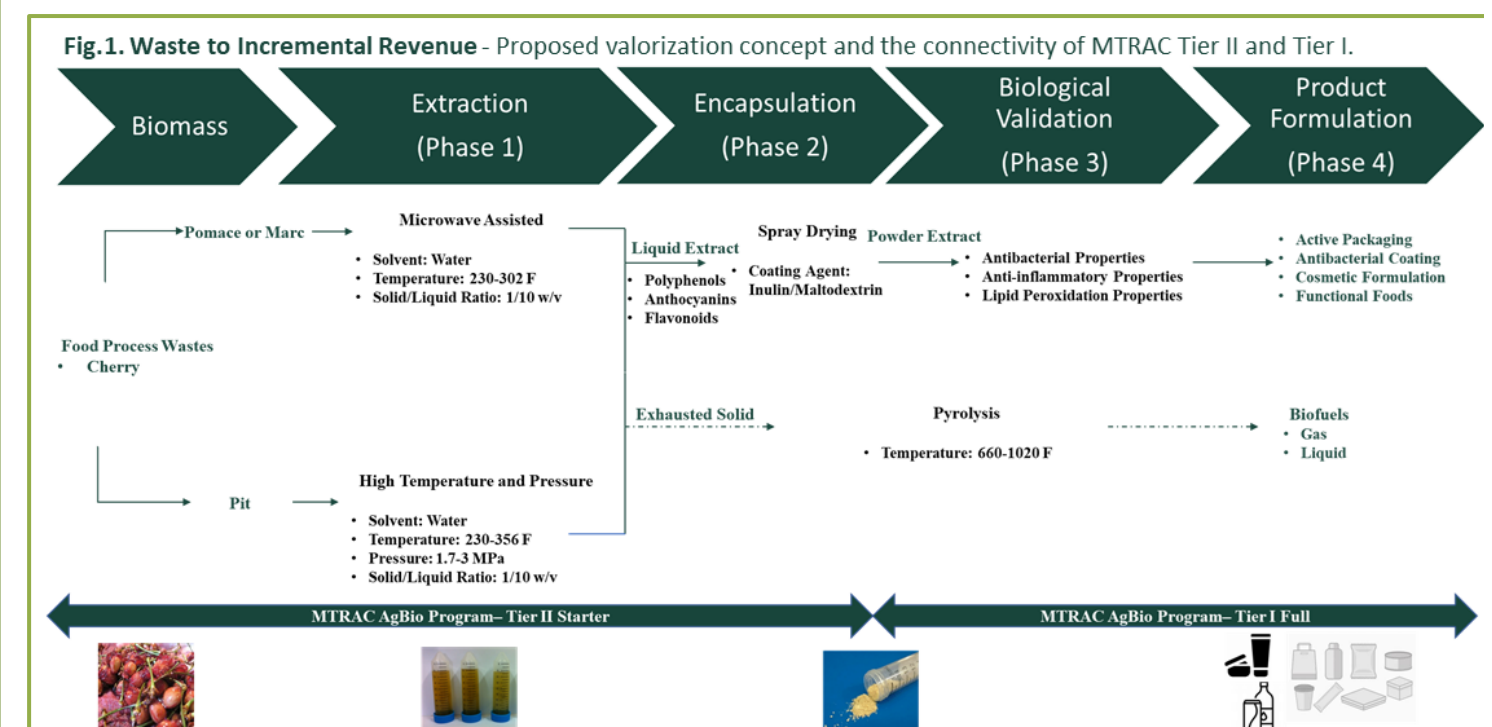 Fig.1. Waste to Incremental Revenue - Proposed valorization concept and the connectivity of MTRAC Tier II and Tier I.
Biomass
Extraction
(Phase 1)
Encapsulation
(Phase 2)
Biological
Validation
(Phase 3)
Product
Formulation
(Phase 4)
Pomace or Marc
Microwave Assisted
• Solvent: Water
• Temperature: 230-302 F
• Solid/Liquid Ratio: 1/10 w/v
Liquid Extract
• Polyphenols
• Anthocyanins
• Flavonoids
Spray Drying
• Coating Agent:
Inulin/Maltodextrin
Powder Extract
• Antibacterial Properties
• Anti-inflammatory Properties
• Lipid Peroxidation Properties
• Active Packaging
• Antibacterial Coating
• Cosmetic Formulation
• Functional Foods
Food Process Wastes
• Cherry
Exhausted Solid
Pyrolysis
• Temperature: 660-1020 F
Biofuels
• Gas
• Liquid
Pit
High Temperature and Pressure
• Solvent: Water
• Temperature: 230-356 F
• Pressure: 1.7-3 MPa
• Solid/Liquid Ratio: 1/10 w/v
MTRAC AgBio Program– Tier II Starter
MTRAC AgBio Program– Tier I Full